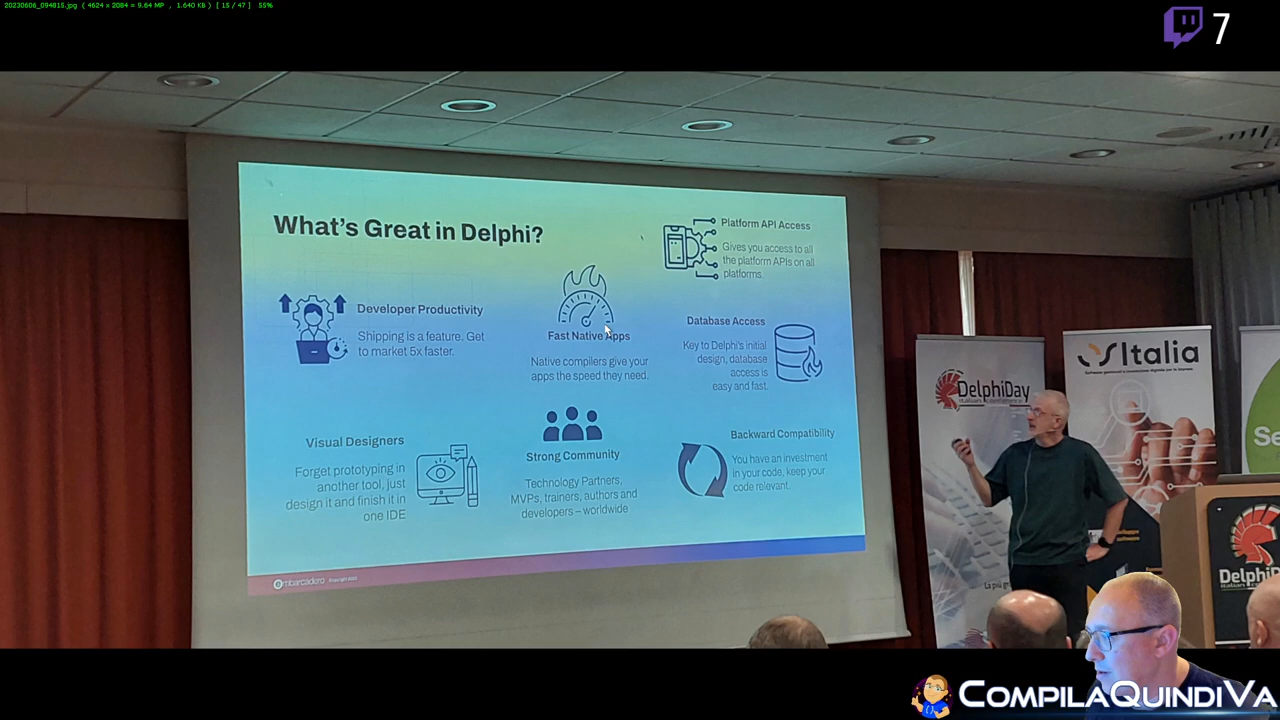 20230606_094815.jpg ( 4624 x 2084 = 9.64 MP , 1.640 KB ) [ 15 / 47 ] 55%
7
What's Great in Delphi?
Platform API Access
Gives you access to all
the platform APIs on all
platforms.
Developer Productivity
Shipping is a feature. Get
to market 5x faster.
Fast Native Apps
Native compilers give your
apps the speed they need.
Database Access
Key to Delphi's initial
design, database
access is
easy and fast.
Visual Designers
Forget prototyping in
another tool, just
design it and finish it in
one IDE
Strong Community
Technology Partners,
MVPs, trainers, authors and
developers – worldwide
Backward Compatibility
You have an investment
in your code, keep your
code relevant.
embarcadero
DelphiDay
Italia
Se
DelphiDa
COMPILAQUINDIVA